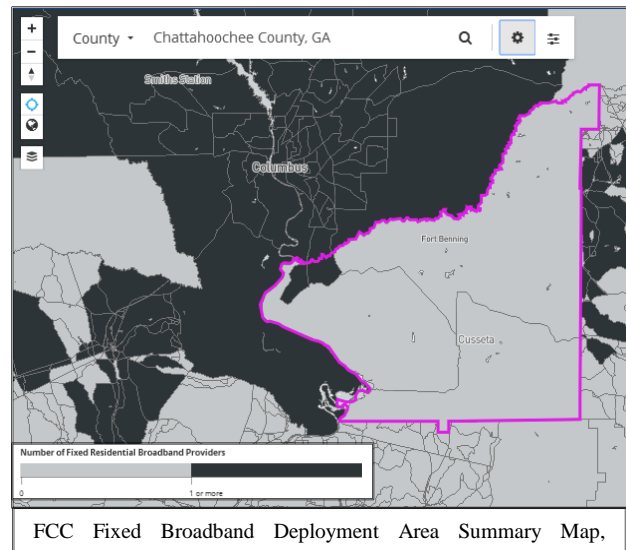 +
County Chattahoochee County, GA
−
Smiths Station
Columbus
Fort Benning
Cusseta
Number of Fixed Residential Broadband Providers
0 1 or more
FCC Fixed Broadband Deployment Area Summary Map,